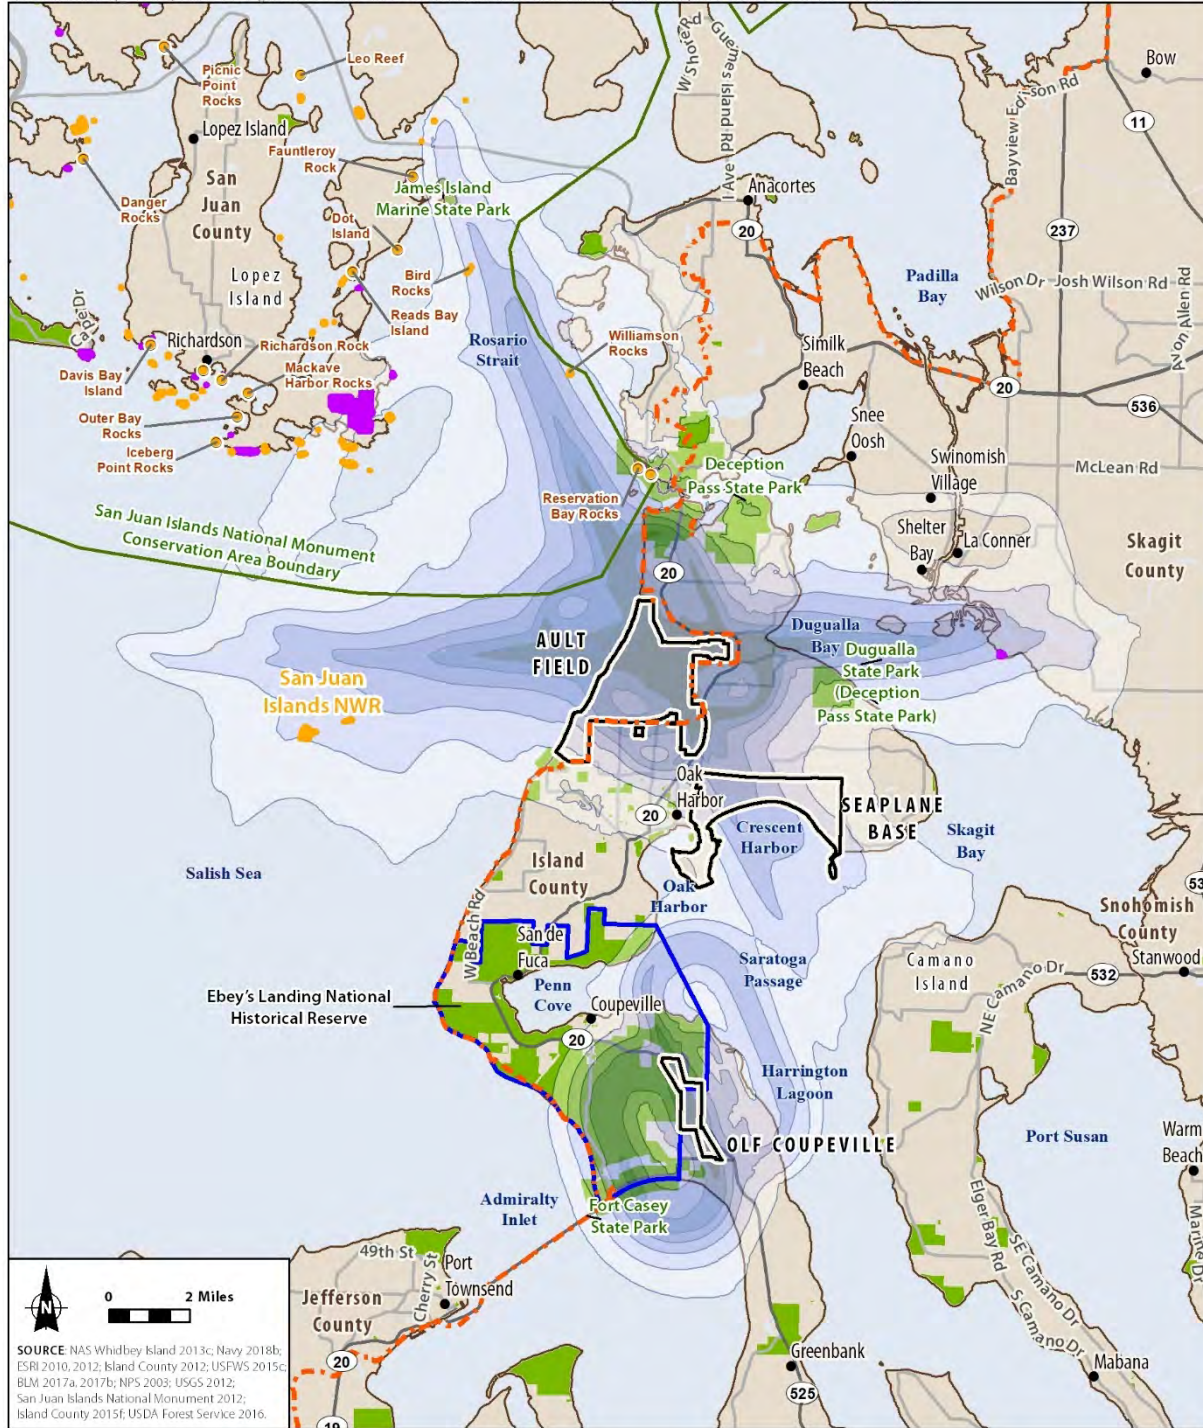 Bow
Leo Reef
Picnic
Point
Rocks
Lopez Island
Fauntleroy
Rock
San
Juan
County
James Island
Marine State Park
Danger
Rocks
Dot
Island
Lopez
Island
Bird
Rocks
Reads Bay
Island
W Shore Rd
Guemes Island Rd
I Ave Rd
Anacortes
20
Bayview Edison Rd
11
237
Padilla
Bay
Wilson Dr
Josh Wilson Rd
Avon Allen Rd
Rosario
Strait
Richardson
Richardson Rock
Mackaye
Harbor Rocks
Davis Bay
Island
Outer Bay
Rocks
Iceberg
Point Rocks
Williamson
Rocks
Similk
Beach
20
536
Snee
Oosh
Swinomish
Village
McLean Rd
Deception
Pass State Park
Reservation
Bay Rocks
Shelter
Bay
La Conner
Skagit
County
San Juan Islands National Monument
Conservation Area Boundary
20
AULT
FIELD
Dugualla
Bay
Dugualla
State Park
(Deception
Pass State Park)
San Juan
Islands NWR
Oak
Harbor
20
SEAPLANE
BASE
Crescent
Harbor
Skagit
Bay
Salish Sea
Island
County
Oak
Harbor
W Beach Rd
San de
Fuca
Penn
Cove
Saratoga
Passage
Camano
Island
NE Camano Dr
Snohomish
County
Stanwood
532
53
Ebey's Landing National
Historical Reserve
Coupeville
20
Harrington
Lagoon
OLF COUPEVILLE
Port Susan
Warm
Beach
Marine Dr
Admiralty
Inlet
Fort Casey
State Park
Elger Bay Rd
SE Camano Dr
S Camano Dr
49th St
Port
Townsend
Cherry St
Jefferson
County
20
19
Greenbank
525
Mabana
N
0 2 Miles
SOURCE: NAS Whidbey Island 2013c; Navy 2018b;
ESRI 2010, 2012; Island County 2012; USFWS 2015c;
BLM 2017a, 2017b; NPS 2003; USGS 2012;
San Juan Islands National Monument 2012;
Island County 2015f; USDA Forest Service 2016.